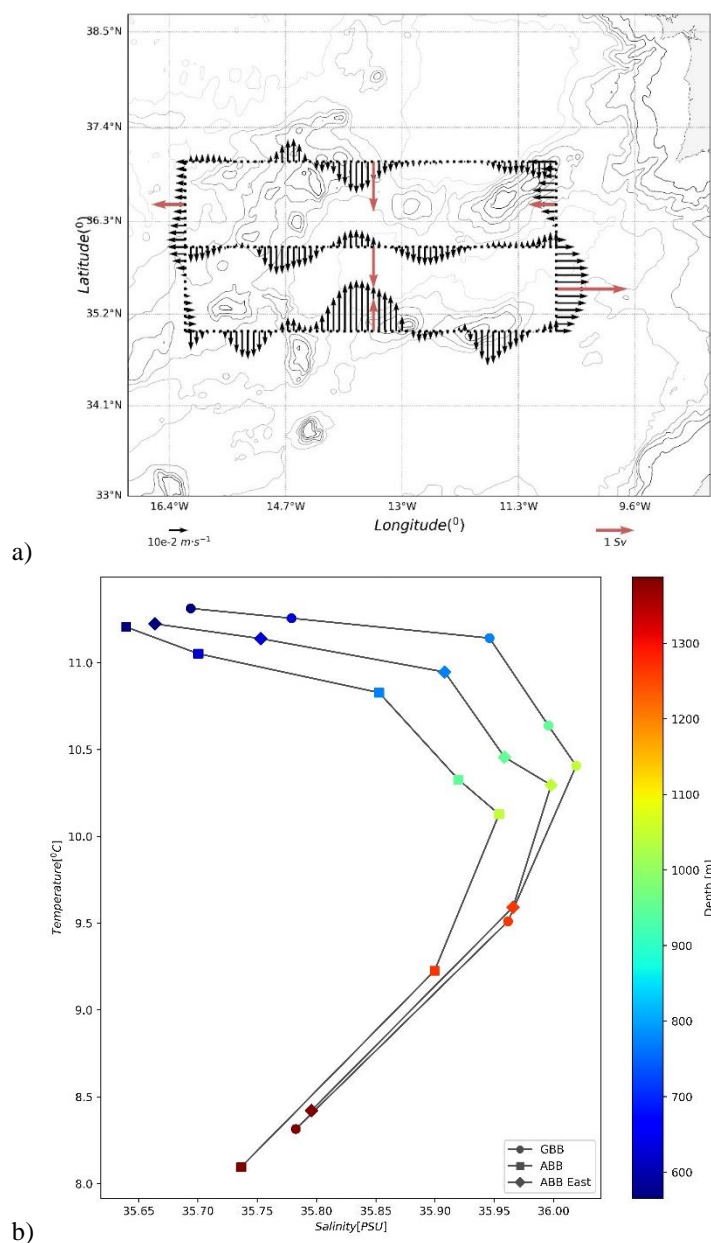 38.5°N
37.4°N
36.3°N
Latitude(⁰)
35.2°N
34.1°N
33°N
16.4°W 14.7°W 13°W 11.3°W 9.6°W
Longitude(⁰)
10e-2 m·s⁻¹
1 Sv
a)
11.0
10.5
10.0
Temperature[⁰C]
9.5
9.0
8.5
8.0
35.65 35.70 35.75 35.80 35.85 35.90 35.95 36.00
Salinity[PSU]
GBB
ABB
ABB East
1300
1200
1100
1000
Depth [m]
900
800
700
600
b)